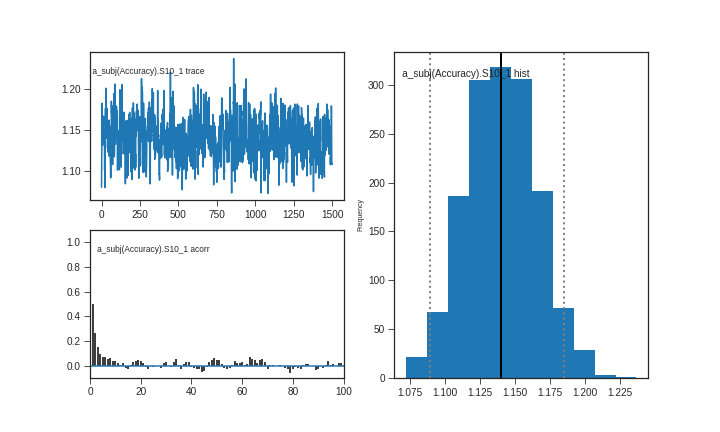 a_subj(Accuracy).S10_1 trace
1.20
1.15
1.10
0 250 500 750 1000 1250 1500
a_subj(Accuracy).S10_1 acorr
1.0
0.8
0.6
0.4
0.2
0.0
0 20 40 60 80 100
a_subj(Accuracy).S10_1 hist
Frequency
300
250
200
150
100
50
0
1.075 1.100 1.125 1.150 1.175 1.200 1.225